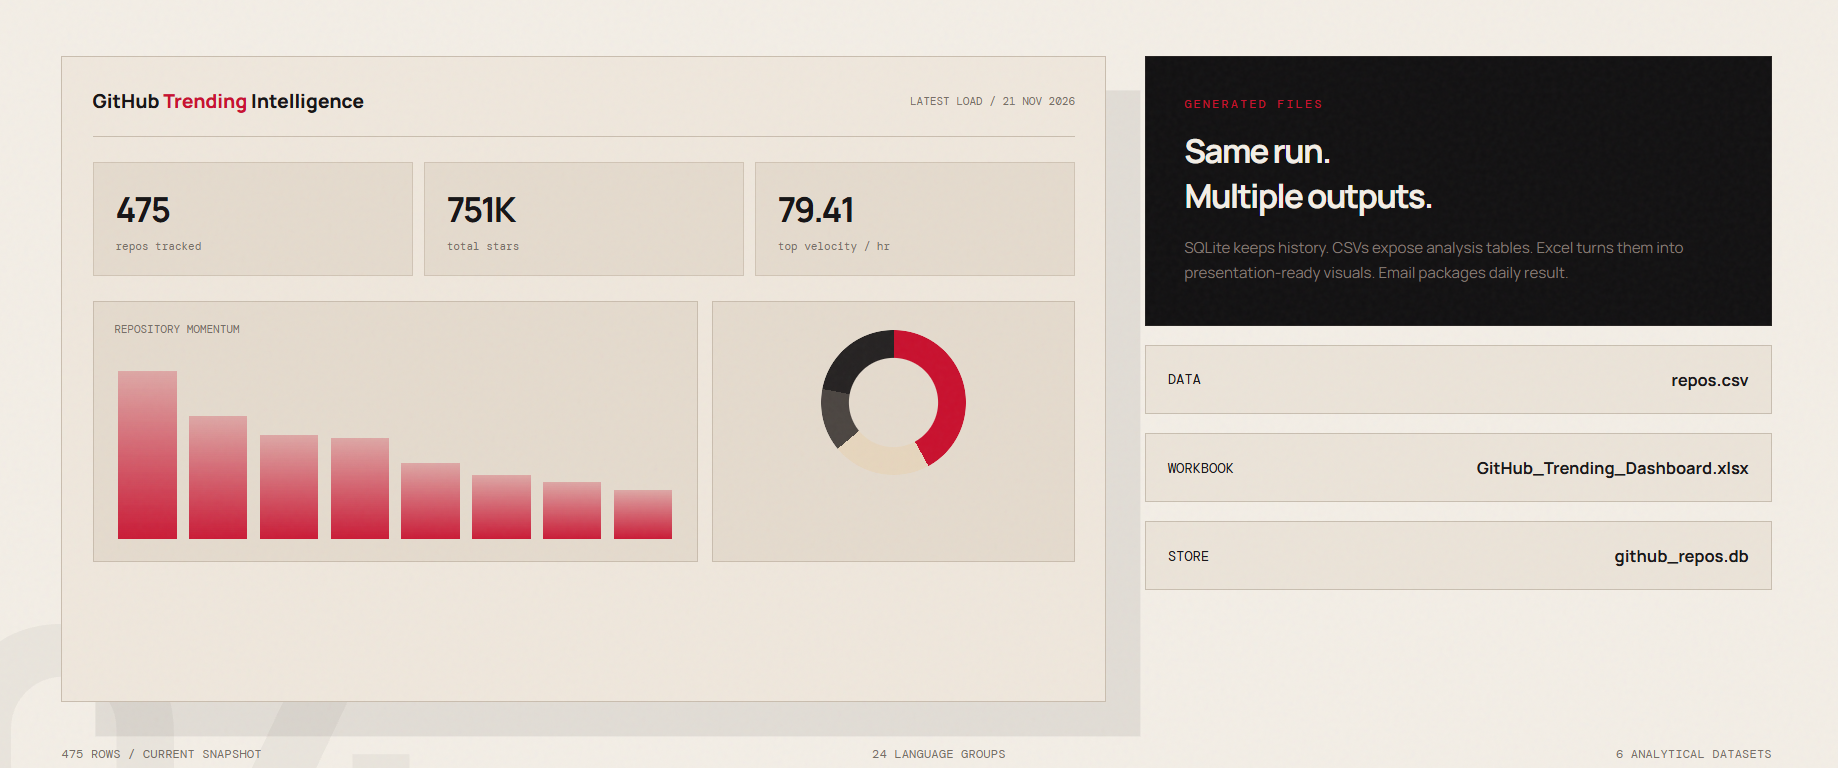 GitHub Trending Intelligence
LATEST LOAD / 21 NOV 2026
475
repos tracked
751K
total stars
79.41
top velocity / hr
REPOSITORY MOMENTUM
GENERATED FILES
Same run.
Multiple outputs.
SQLite keeps history. CSVs expose analysis tables. Excel turns them into
presentation-ready visuals. Email packages daily result.
DATA
repos.csv
WORKBOOK
GitHub_Trending_Dashboard.xlsx
STORE
github_repos.db
475 ROWS / CURRENT SNAPSHOT
24 LANGUAGE GROUPS
6 ANALYTICAL DATASETS